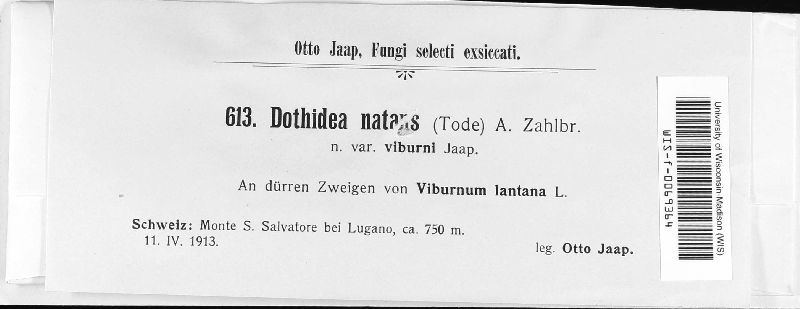 Otto Jaap, Fungi selecti exsiccati.
613. Dothidea natans (Tode) A. Zahlbr.
n. var. viburni Jaap.
An dürren Zweigen von Viburnum lantana L.
Schweiz: Monte S. Salvatore bei Lugano, ca. 750 m.
11. IV. 1913.
leg. Otto Jaap.
University of Wisconsin Madison (WIS)
WIS-f-0069364